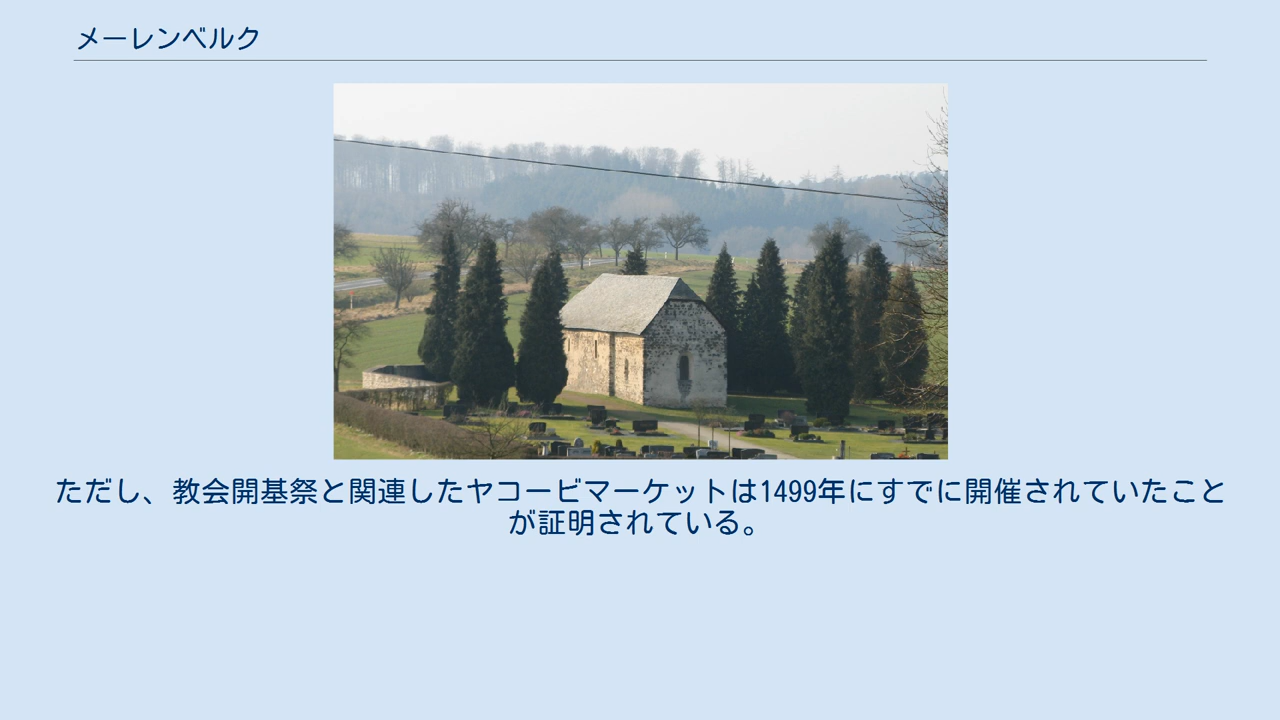 メーレンベルク
ただし、教会開基祭と関連したヤコービマーケットは1499年にすでに開催されていたこと
が証明されている。